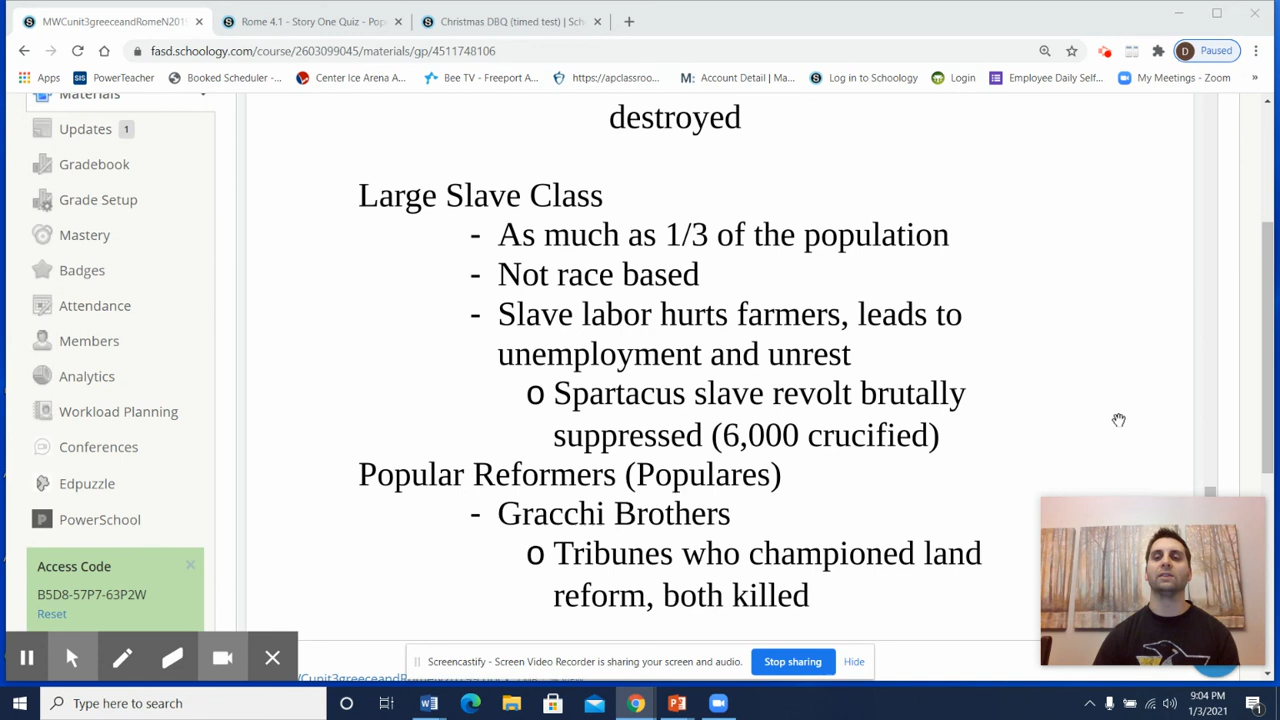 MWCunit3greeceandRomeN201
Rome 4.1 - Story One Quiz - Pop
Christmas DBQ (timed test) | Sch
fasd.schoology.com/course/2603099045/materials/gp/4511748106
D Paused
Apps
PowerTeacher
Booked Scheduler -...
Center Ice Arena A...
Bee TV - Freeport A...
https://apclassroo...
Account Detail | Ma...
Log in to Schoology
Login
Employee Daily Self...
My Meetings - Zoom
Materials
Updates 1
Gradebook
Grade Setup
Mastery
Badges
Attendance
Members
Analytics
Workload Planning
Conferences
Edpuzzle
PowerSchool
Access Code
B5D8-57P7-63P2W
Reset
destroyed
Large Slave Class
- As much as 1/3 of the population
- Not race based
- Slave labor hurts farmers, leads to
unemployment and unrest
o Spartacus slave revolt brutally
suppressed (6,000 crucified)
Popular Reformers (Populares)
- Gracchi Brothers
o Tribunes who championed land
reform, both killed
Screencastify - Screen Video Recorder is sharing your screen and audio.
Stop sharing
Hide
Type here to search
9:04 PM
1/3/2021